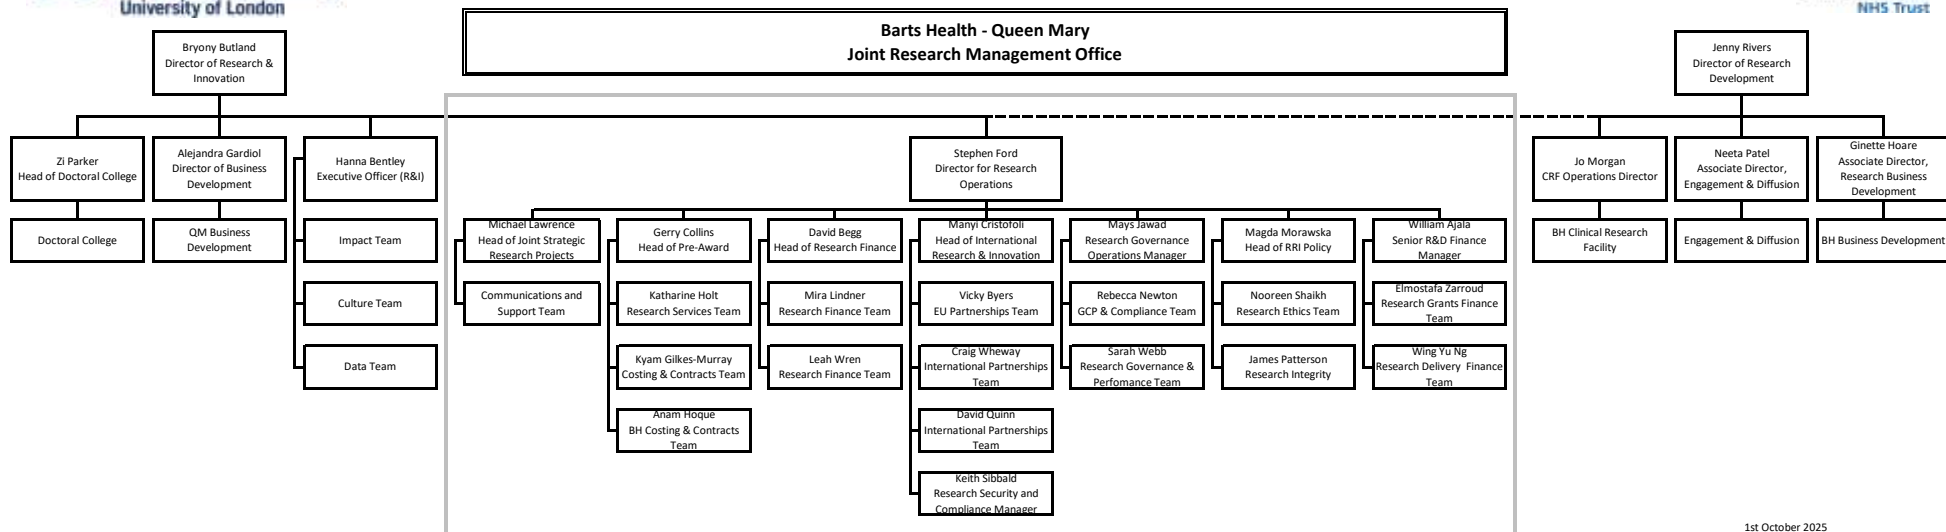 University of London
NHS Trust
Barts Health - Queen Mary
Joint Research Management Office
Bryony Butland
Director of Research &
Innovation
Jenny Rivers
Director of Research
Development
Zi Parker
Head of Doctoral College
Alejandra Gardiol
Director of Business
Development
Hanna Bentley
Executive Officer (R&I)
Stephen Ford
Director for Research
Operations
Jo Morgan
CRF Operations Director
Neeta Patel
Associate Director,
Engagement & Diffusion
Ginette Hoare
Associate Director,
Research Business
Development
Doctoral College
QM Business
Development
Impact Team
Culture Team
Data Team
Michael Lawrence
Head of Joint Strategic
Research Projects
Communications and
Support Team
Gerry Collins
Head of Pre-Award
Katharine Holt
Research Services Team
Kyam Gilkes-Murray
Costing & Contracts Team
Anam Hoque
BH Costing & Contracts
Team
David Begg
Head of Research Finance
Mira Lindner
Research Finance Team
Leah Wren
Research Finance Team
Manyi Cristofoli
Head of International
Research & Innovation
Vicky Byers
EU Partnerships Team
Craig Wheway
International Partnerships
Team
David Quinn
International Partnerships
Team
Keith Sibbald
Research Security and
Compliance Manager
Mays Jawad
Research Governance
Operations Manager
Rebecca Newton
GCP & Compliance Team
Sarah Webb
Research Governance &
Perfomance Team
Magda Morawska
Head of RRI Policy
Nooreen Shaikh
Research Ethics Team
James Patterson
Research Integrity
William Ajala
Senior R&D Finance
Manager
Elmostafa Zarroud
Research Grants Finance
Team
Wing Yu Ng
Research Delivery Finance
Team
BH Clinical Research
Facility
Engagement & Diffusion
BH Business Development
1st October 2025